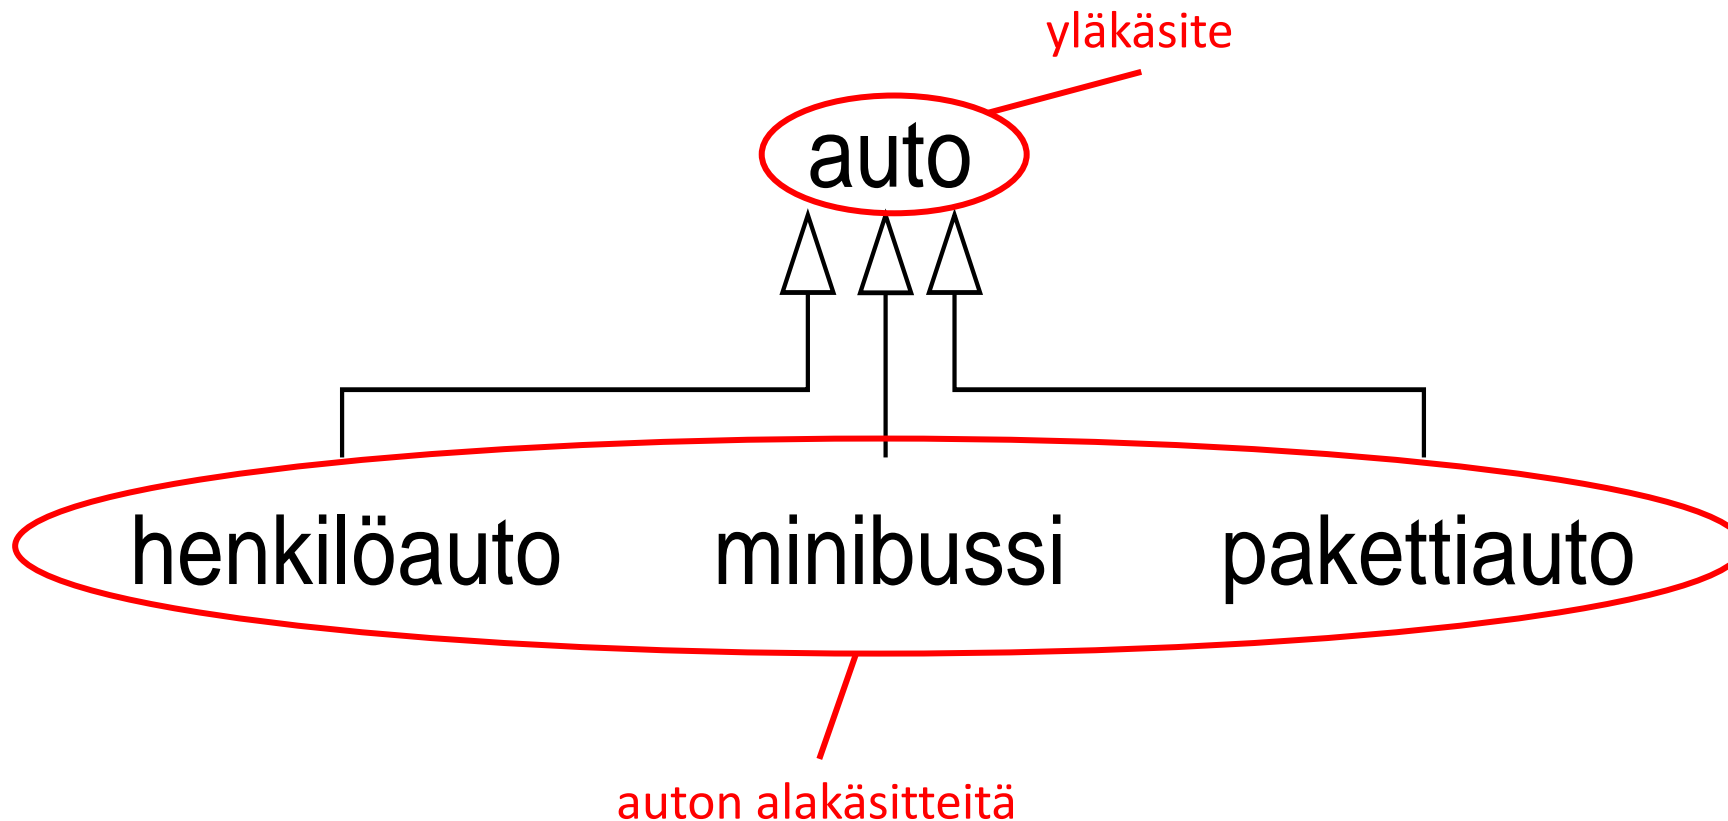 yläkäsite
auto
henkilöauto minibussi pakettiauto
auton alakäsitteitä